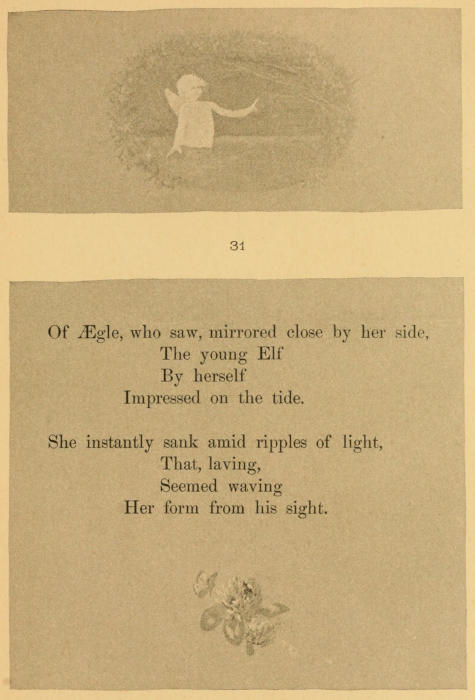 31
Of Ægle, who saw, mirrored close by her side,
The young Elf
By herself
Impressed on the tide.
She instantly sank amid ripples of light,
That, laving,
Seemed waving
Her form from his sight.